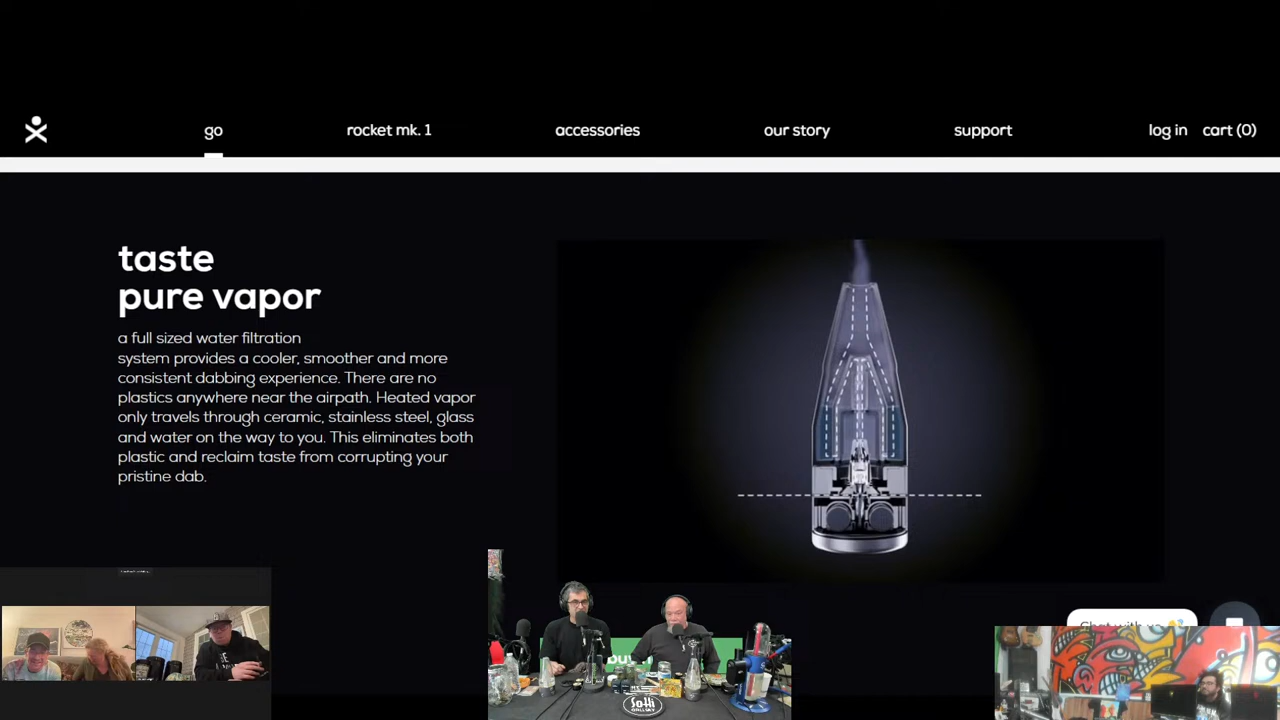 go
rocket mk. 1
accessories
our story
support
log in
cart (0)
taste
pure vapor
a full sized water filtration
system provides a cooler, smoother and more
consistent dabbing experience. There are no
plastics anywhere near the airpath. Heated vapor
only travels through ceramic, stainless steel, glass
and water on the way to you. This eliminates both
plastic and reclaim taste from corrupting your
pristine dab.
Chat with